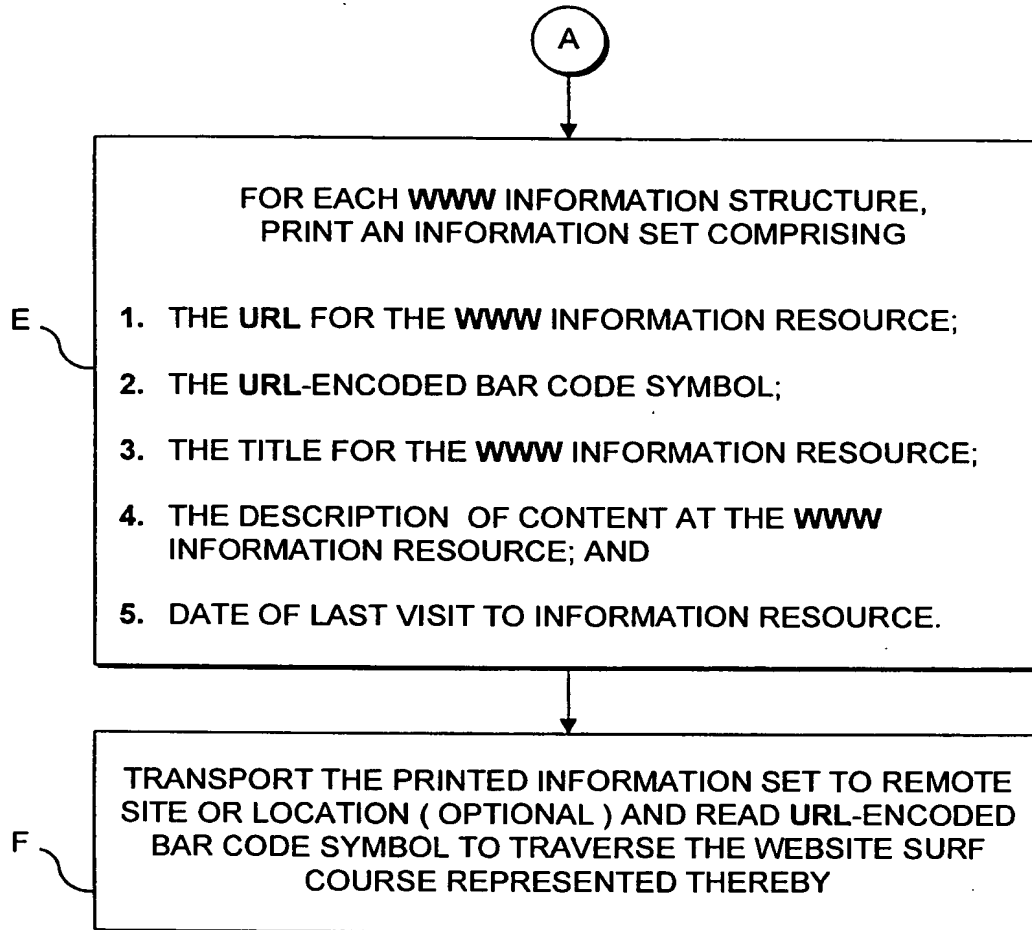 A
FOR EACH WWW INFORMATION STRUCTURE,
PRINT AN INFORMATION SET COMPRISING
E
1. THE URL FOR THE WWW INFORMATION RESOURCE;
2. THE URL-ENCODED BAR CODE SYMBOL;
3. THE TITLE FOR THE WWW INFORMATION RESOURCE;
4. THE DESCRIPTION OF CONTENT AT THE WWW
INFORMATION RESOURCE; AND
5. DATE OF LAST VISIT TO INFORMATION RESOURCE.
TRANSPORT THE PRINTED INFORMATION SET TO REMOTE
SITE OR LOCATION ( OPTIONAL ) AND READ URL-ENCODED
F
BAR CODE SYMBOL TO TRAVERSE THE WEBSITE SURF
COURSE REPRESENTED THEREBY